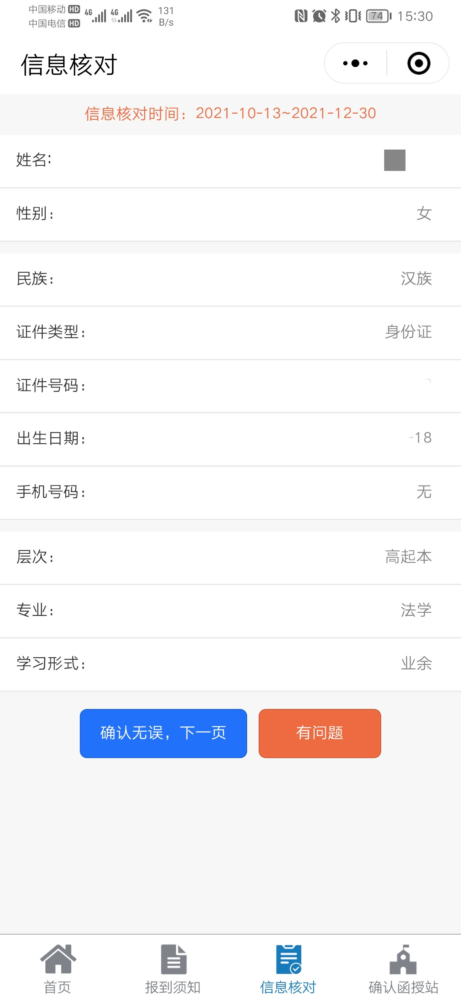 中国移动 HD 4G 4G 131 B/s 74 15:30
中国电信 HD
信息核对
信息核对时间：2021-10-13~2021-12-30
姓名:
性别： 女
民族： 汉族
证件类型： 身份证
证件号码：
出生日期： -18
手机号码： 无
层次： 高起本
专业： 法学
学习形式： 业余
确认无误，下一页 有问题
首页 报到须知 信息核对 确认函授站